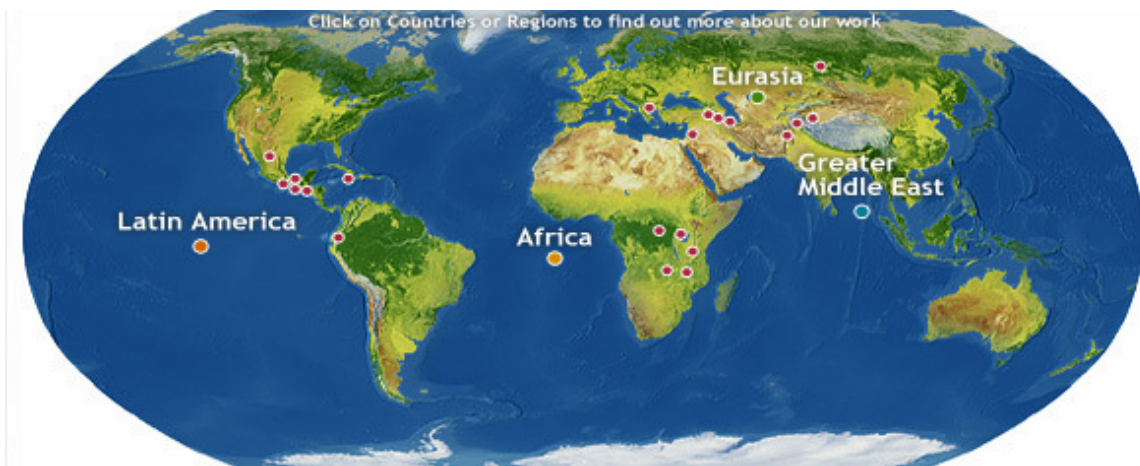 Click on Countries or Regions to find out more about our work
Eurasia
Greater
Middle East
Latin America
Africa